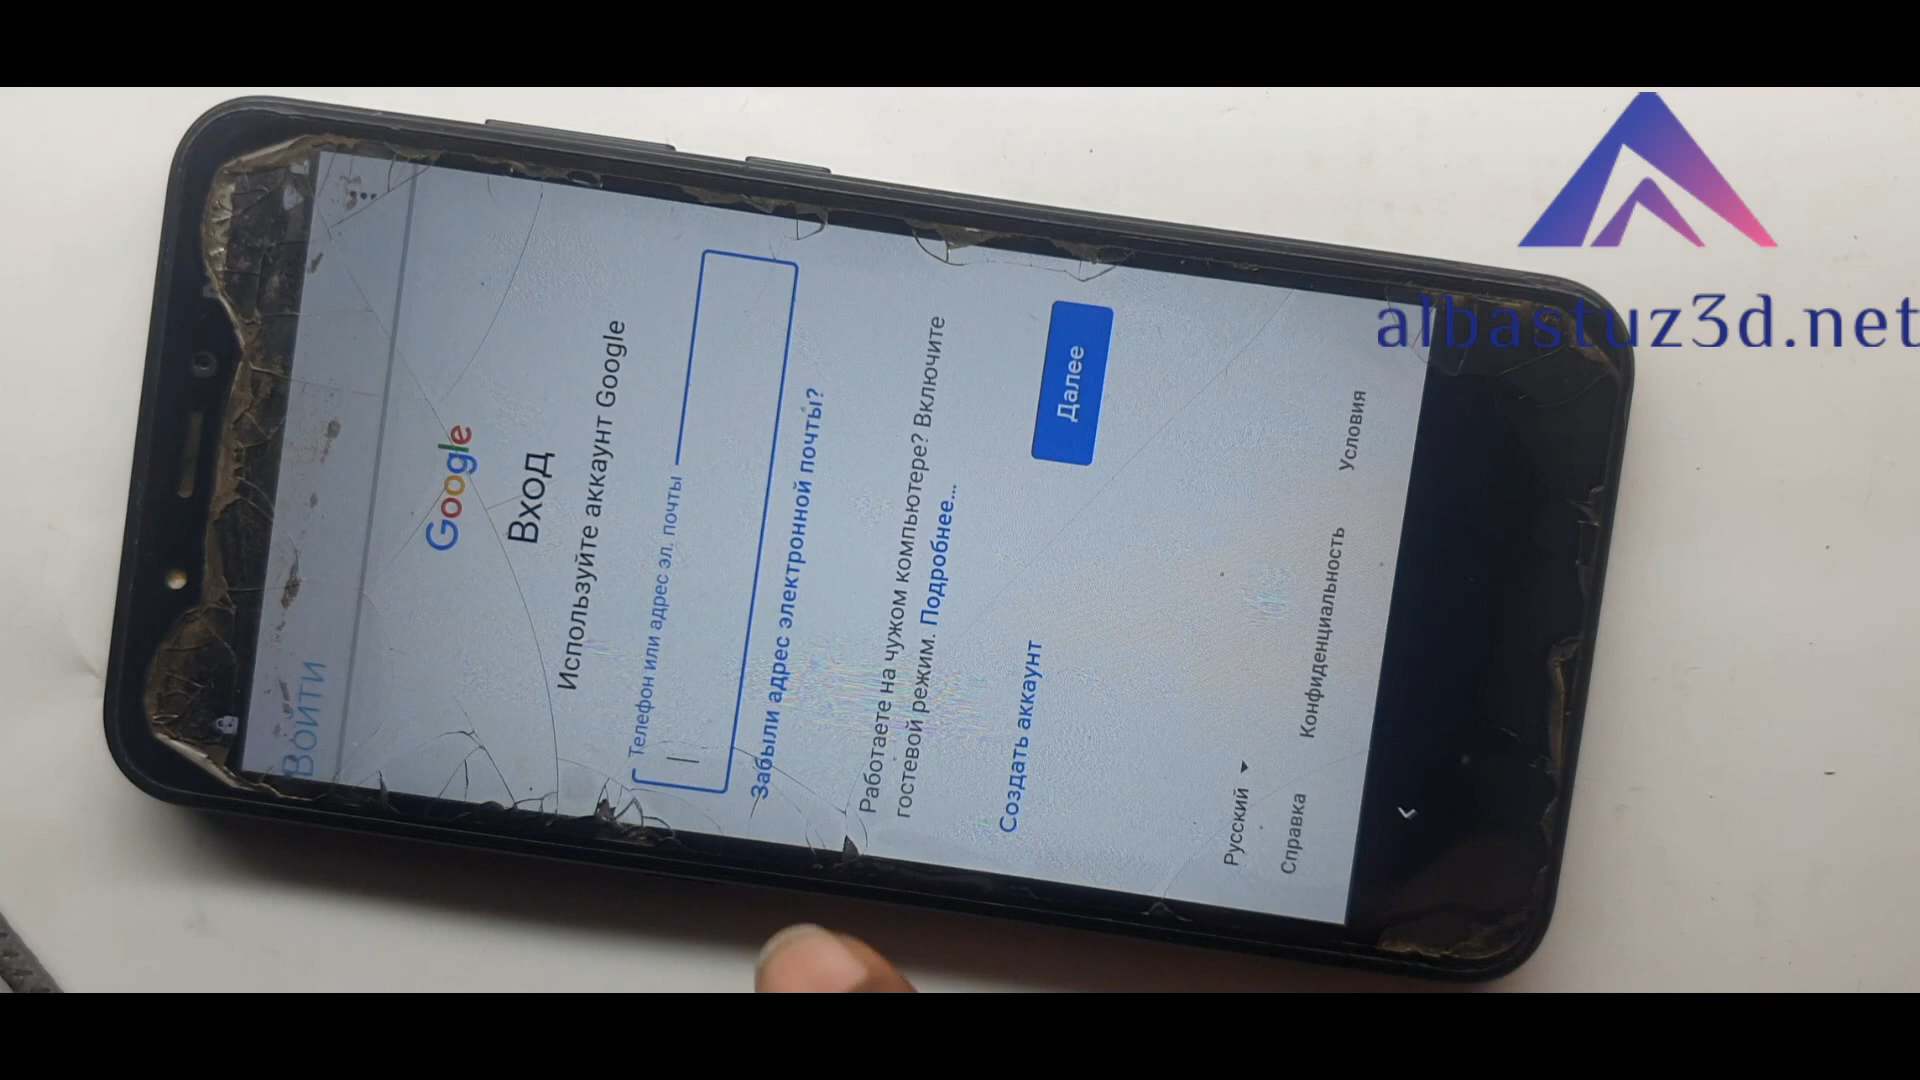 albastuz3d.net
ВОЙТИ
Google
Вход
Используйте аккаунт Google
Телефон или адрес эл. почты
Забыли адрес электронной почты?
Работаете на чужом компьютере? Включите
гостевой режим. Подробнее...
Создать аккаунт
Далее
Русский
Справка
Конфиденциальность
Условия